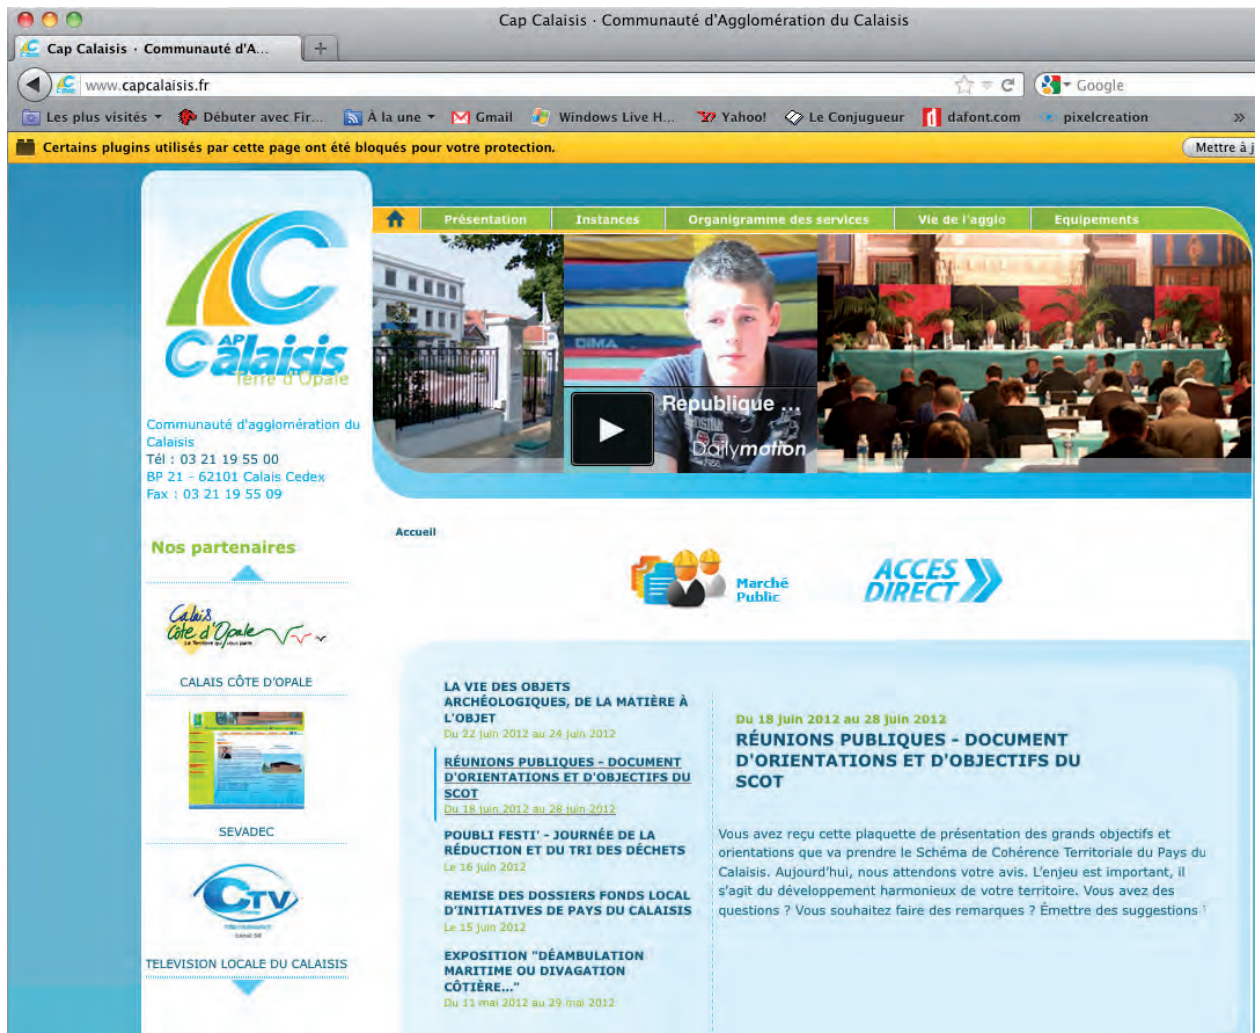 Cap Calaisis · Communauté d'Agglomération du Calaisis
Cap Calaisis · Communauté d'A...
www.capcalaisis.fr
Google
Les plus visités
Débuter avec Fir...
À la une
Gmail
Windows Live H...
Yahoo!
Le Conjugueur
dafont.com
pixelcreation
»
Certains plugins utilisés par cette page ont été bloqués pour votre protection.
Mettre à j
Présentation
Instances
Organigramme des services
Vie de l'agglo
Equipements
CAP
Calaisis
Terre d'Opale
DIMA
Republique ...
Dailymotion
Communauté d'agglomération du
Calaisis
Tél : 03 21 19 55 00
BP 21 - 62101 Calais Cedex
Fax : 03 21 19 55 09
Nos partenaires
Calais
Côte d'Opale
Le Territoire qui vous parle
CALAIS CÔTE D'OPALE
SEVADEC
CTV
canal 58
TELEVISION LOCALE DU CALAISIS
Accueil
Marché
Public
ACCES
DIRECT
LA VIE DES OBJETS
ARCHÉOLOGIQUES, DE LA MATIÈRE À
L'OBJET
Du 22 juin 2012 au 24 juin 2012
RÉUNIONS PUBLIQUES - DOCUMENT
D'ORIENTATIONS ET D'OBJECTIFS DU
SCOT
Du 18 juin 2012 au 28 juin 2012
POUBLI FESTI' - JOURNÉE DE LA
RÉDUCTION ET DU TRI DES DÉCHETS
Le 16 juin 2012
REMISE DES DOSSIERS FONDS LOCAL
D'INITIATIVES DE PAYS DU CALAISIS
Le 15 juin 2012
EXPOSITION "DÉAMBULATION
MARITIME OU DIVAGATION
CÔTIÈRE..."
Du 11 mai 2012 au 29 mai 2012
Du 18 juin 2012 au 28 juin 2012
RÉUNIONS PUBLIQUES - DOCUMENT
D'ORIENTATIONS ET D'OBJECTIFS DU
SCOT
Vous avez reçu cette plaquette de présentation des grands objectifs et
orientations que va prendre le Schéma de Cohérence Territoriale du Pays du
Calaisis. Aujourd'hui, nous attendons votre avis. L'enjeu est important, il
s'agit du développement harmonieux de votre territoire. Vous avez des
questions ? Vous souhaitez faire des remarques ? Émettre des suggestions ?